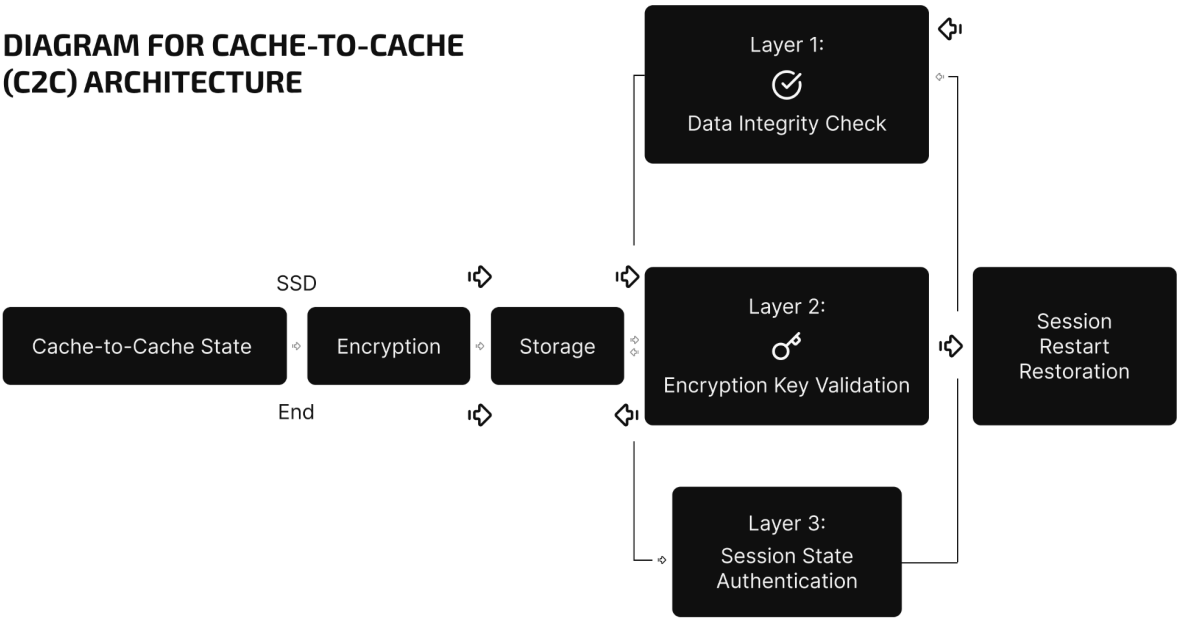 DIAGRAM FOR CACHE-TO-CACHE
(C2C) ARCHITECTURE
Layer 1:
Data Integrity Check
SSD
Cache-to-Cache State
Encryption
Storage
End
Layer 2:
Encryption Key Validation
Session
Restart
Restoration
Layer 3:
Session State
Authentication